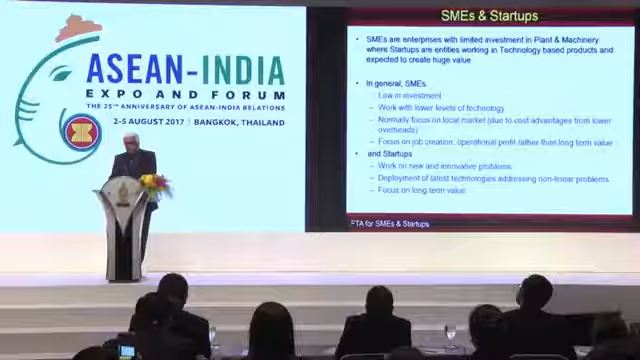 ASEAN-INDIA
EXPO AND FORUM
THE 25TH ANNIVERSARY OF ASEAN-INDIA RELATIONS
2-5 AUGUST 2017 | BANGKOK, THAILAND
SMEs & Startups
• SMEs are enterprises with limited investment in Plant & Machinery
where Startups are entities working in Technology based products and
expected to create huge value
• In general, SMEs.
– Low in investment
– Work with lower levels of technology
– Normally focus on local market (due to cost advantages from lower
overheads)
– Focus on job creation, operational profit rather than long term value
• and Startups
– Work on new and innovative problems.
– Deployment of latest technologies addressing non-linear problems
– Focus on long term value
FTA for SMEs & Startups